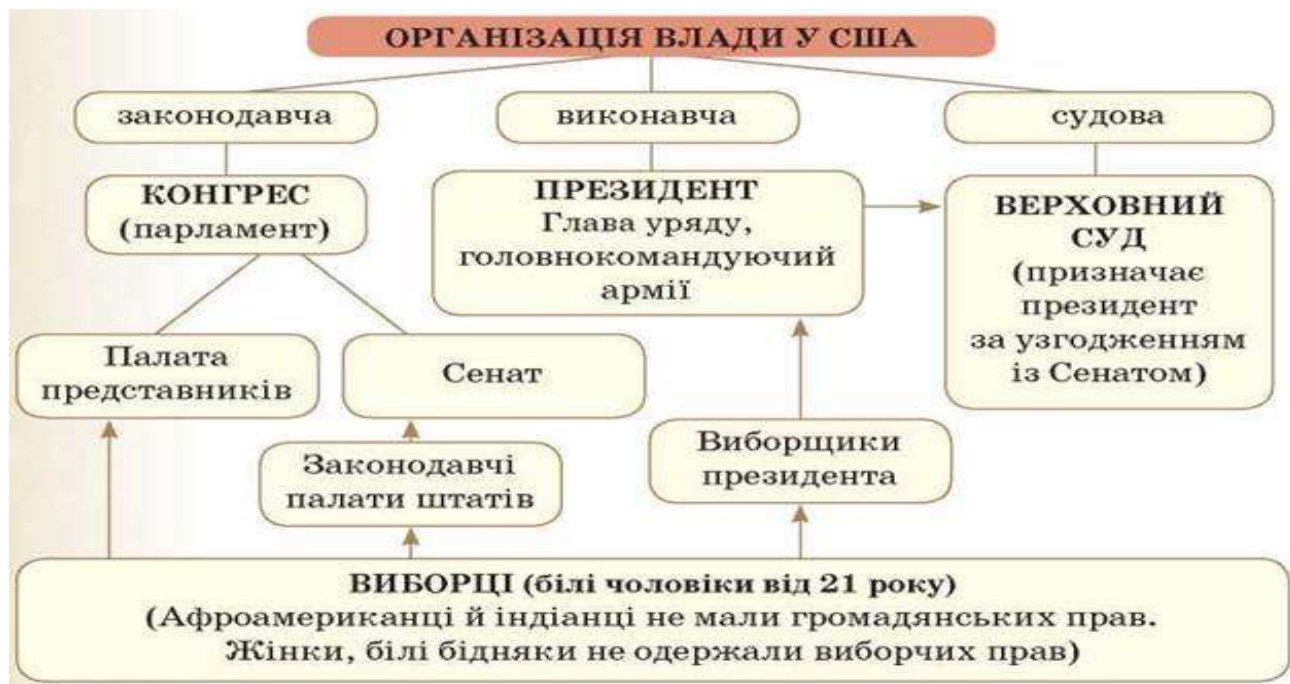 ОРГАНІЗАЦІЯ ВЛАДИ У США
законодавча
виконавча
судова
КОНГРЕС
(парламент)
ПРЕЗИДЕНТ
Глава уряду,
головнокомандуючий
армії
ВЕРХОВНИЙ
СУД
(призначає
президент
за узгодженням
із Сенатом)
Палата
представників
Сенат
Законодавчі
палати штатів
Виборщики
президента
ВИБОРЦІ (білі чоловіки від 21 року)
(Афроамериканці й індіанці не мали громадянських прав.
Жінки, білі бідняки не одержали виборчих прав)